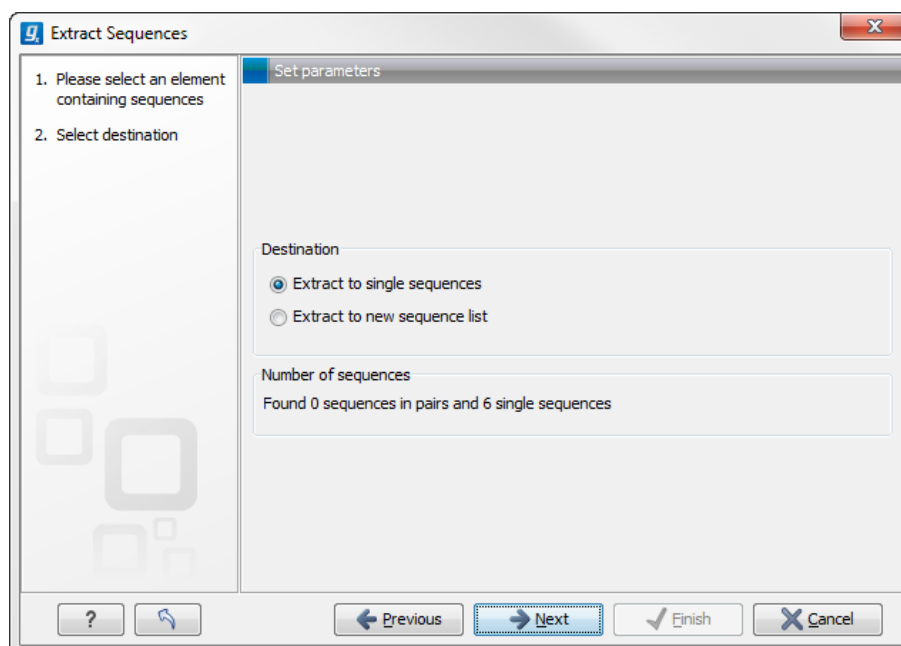 Extract Sequences
1. Please select an element
containing sequences
2. Select destination
Set parameters
Destination
Extract to single sequences
Extract to new sequence list
Number of sequences
Found 0 sequences in pairs and 6 single sequences
?
Previous
Next
Finish
Cancel